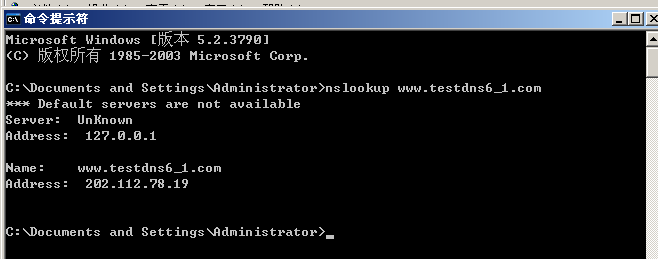 命令提示符
Microsoft Windows [版本 5.2.3790]
(C) 版权所有 1985-2003 Microsoft Corp.
C:\Documents and Settings\Administrator>nslookup www.testdns6_1.com
*** Default servers are not available
Server:  UnKnown
Address:  127.0.0.1
Name:    www.testdns6_1.com
Address:  202.112.78.19
C:\Documents and Settings\Administrator>_